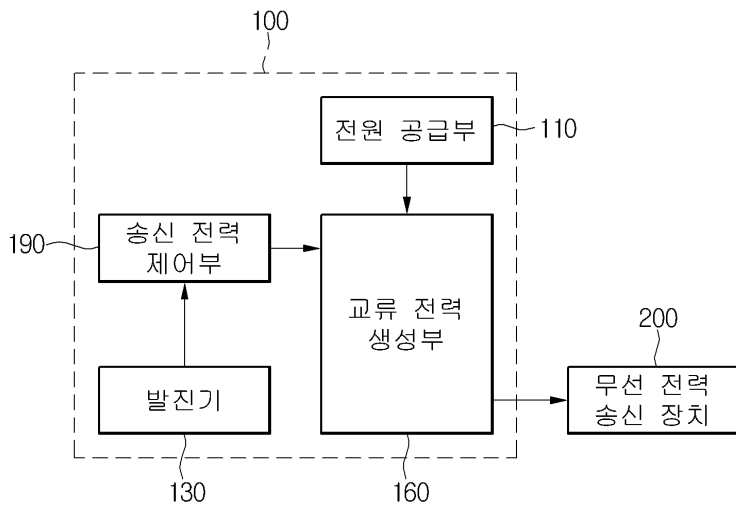 100
전원 공급부
110
송신 전력
제어부
190
교류 전력
생성부
200
무선 전력
송신 장치
발진기
130
160